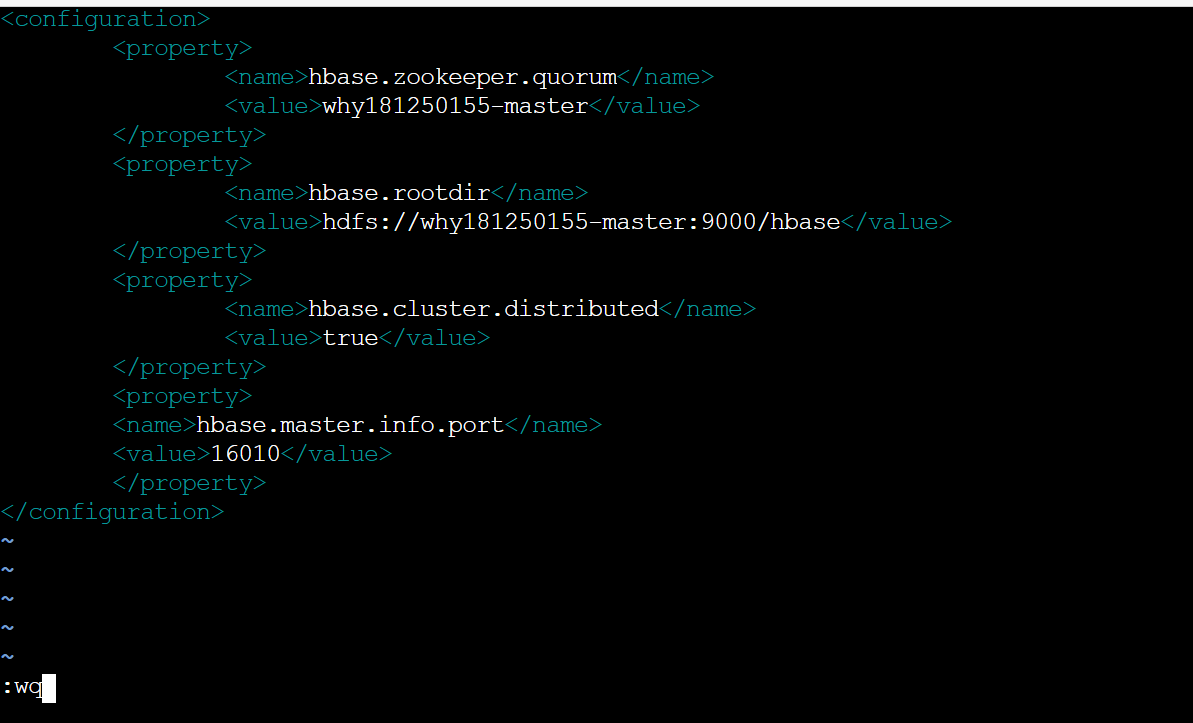 <configuration>
        <property>
                <name>hbase.zookeeper.quorum</name>
                <value>why181250155-master</value>
        </property>
        <property>
                <name>hbase.rootdir</name>
                <value>hdfs://why181250155-master:9000/hbase</value>
        </property>
        <property>
                <name>hbase.cluster.distributed</name>
                <value>true</value>
        </property>
        <property>
        <name>hbase.master.info.port</name>
        <value>16010</value>
        </property>
</configuration>
~
~
~
~
~
:wq